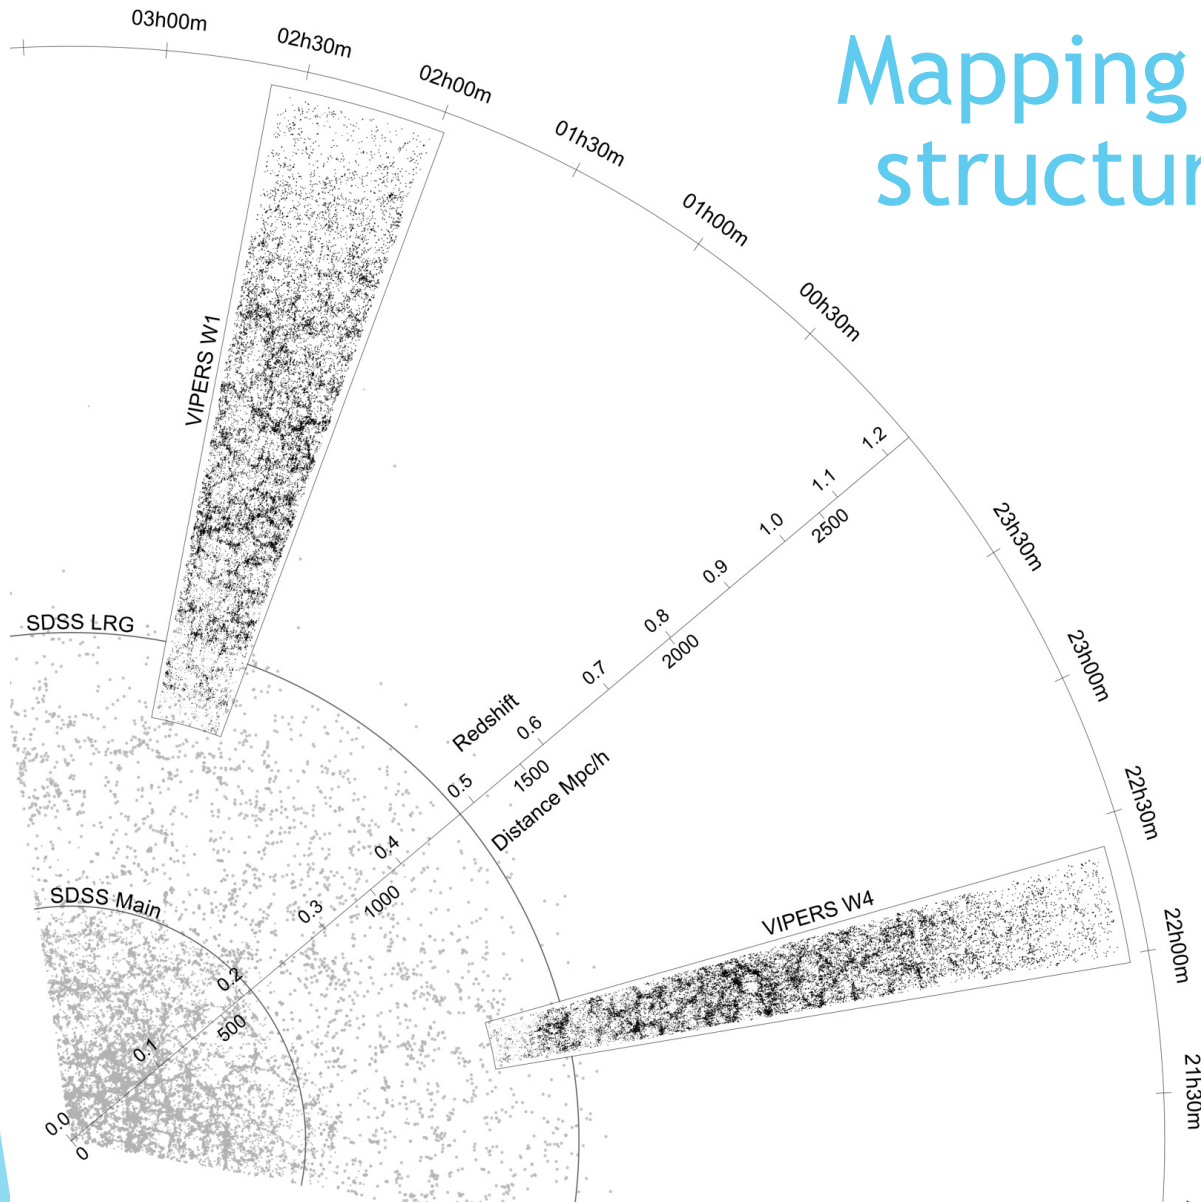 Mapping
structur
03h00m
02h30m
02h00m
01h30m
01h00m
00h30m
23h30m
23h00m
22h30m
22h00m
21h30m
VIPERS W1
VIPERS W4
SDSS LRG
SDSS Main
Redshift
Distance Mpc/h
0.0
0.1
0.2
0.3
0.4
0.5
0.6
0.7
0.8
0.9
1.0
1.1
1.2
0
500
1000
1500
2000
2500